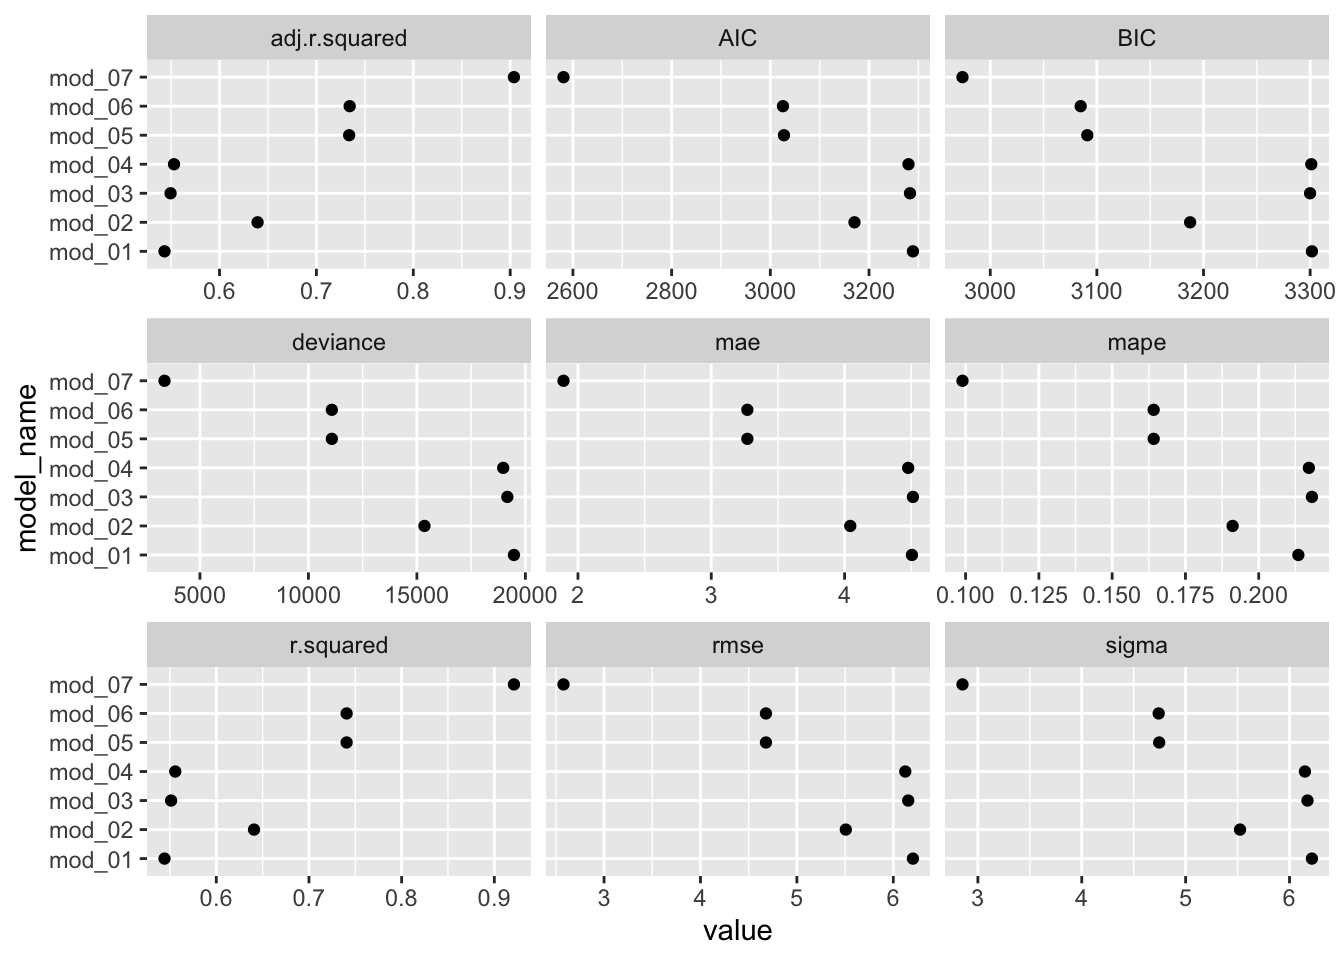 adj.r.squared AIC BIC
mod_07
mod_06
mod_05
mod_04
mod_03
mod_02
mod_01
0.6 0.7 0.8 0.9 2600 2800 3000 3200 3000 3100 3200 3300
deviance mae mape
mod_07
mod_06
mod_05
mod_04
mod_03
mod_02
mod_01
5000 10000 15000 20000 2 3 4 0.100 0.125 0.150 0.175 0.200
model_name
r.squared rmse sigma
mod_07
mod_06
mod_05
mod_04
mod_03
mod_02
mod_01
0.6 0.7 0.8 0.9 3 4 5 6 3 4 5 6
value